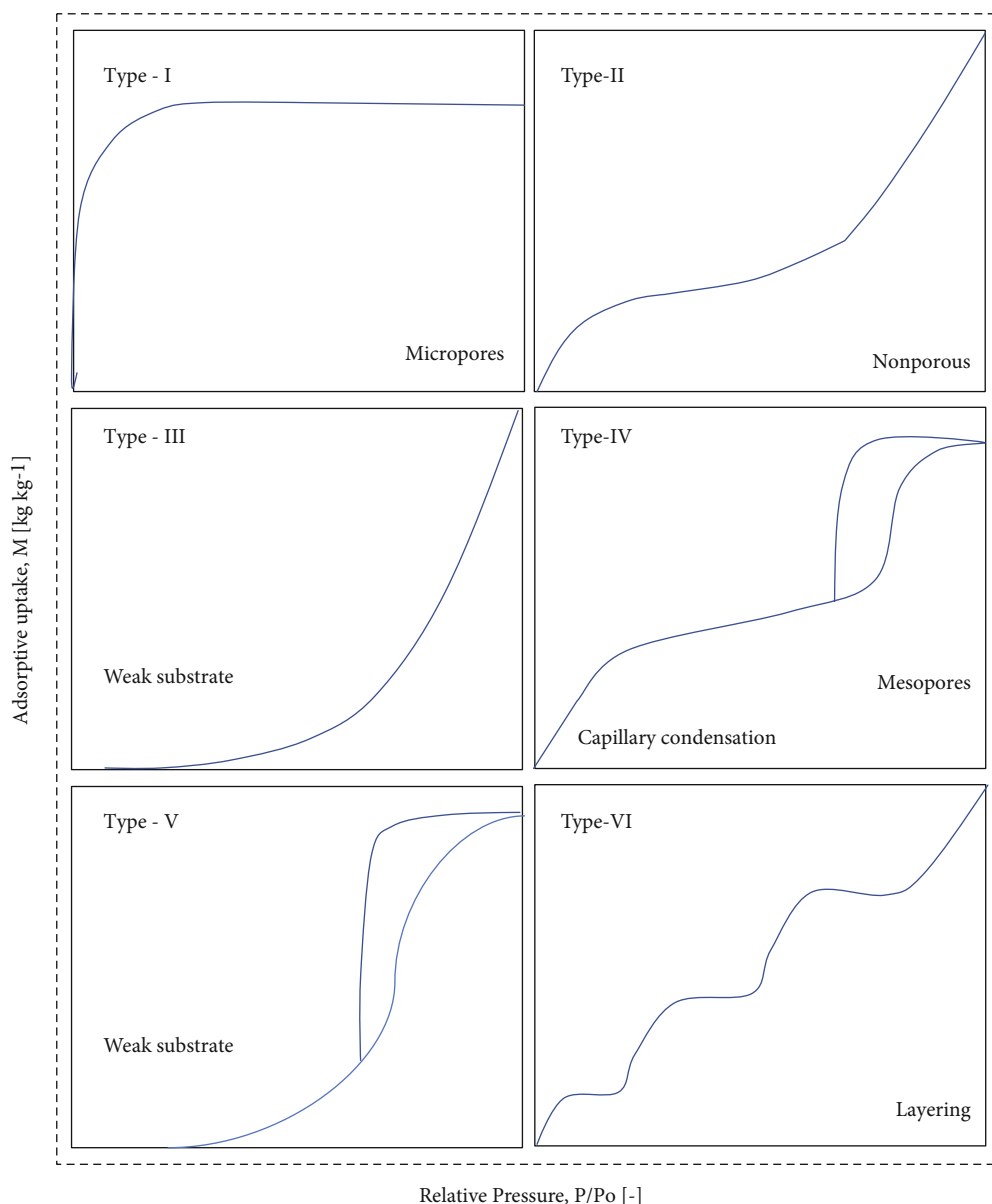 Type - I
Micropores
Type-II
Nonporous
Type - III
Weak substrate
Type-IV
Mesopores
Capillary condensation
Type - V
Weak substrate
Type-VI
Layering
Adsorptive uptake, M [kg kg-1]
Relative Pressure, P/Po [-]